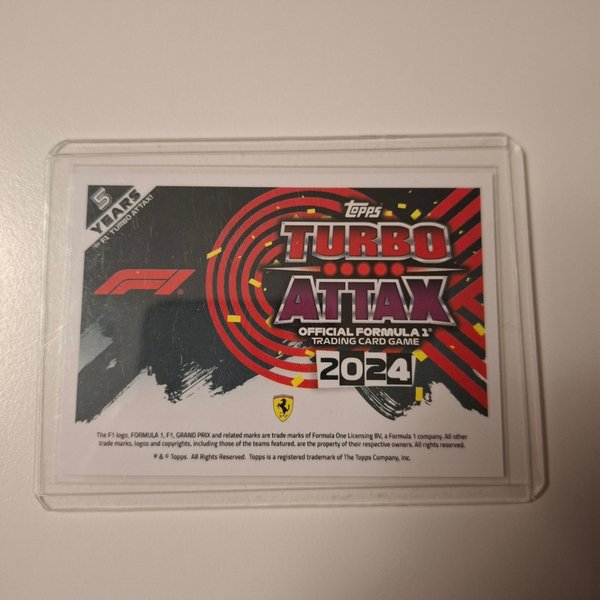 5
YEARS
OF F1 TURBO ATTAX!
Topps
TURBO
ATTAX
OFFICIAL FORMULA 1®
TRADING CARD GAME
2024
F1®
The F1 logo, FORMULA 1, F1, GRAND PRIX and related marks are trade marks of Formula One Licensing BV, a Formula 1 company. All other
trade marks, logos and copyrights, including those of the teams featured, are the property of their respective owners. All rights reserved.
® & © Topps. All Rights Reserved. Topps is a registered trademark of The Topps Company, Inc.